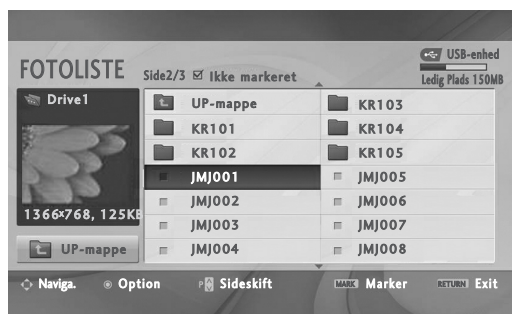 USB-enhed
FOTOLISTE Side2/3 Ikke markeret Ledig Plads 150MB
Drive1
1366x768, 125KB
UP-mappe
UP-mappe KR103
KR101 KR104
KR102 KR105
JMJ001 JMJ005
JMJ002 JMJ006
JMJ003 JMJ007
JMJ004 JMJ008
Naviga. Option P Sideskift MARK Marker RETURN Exit